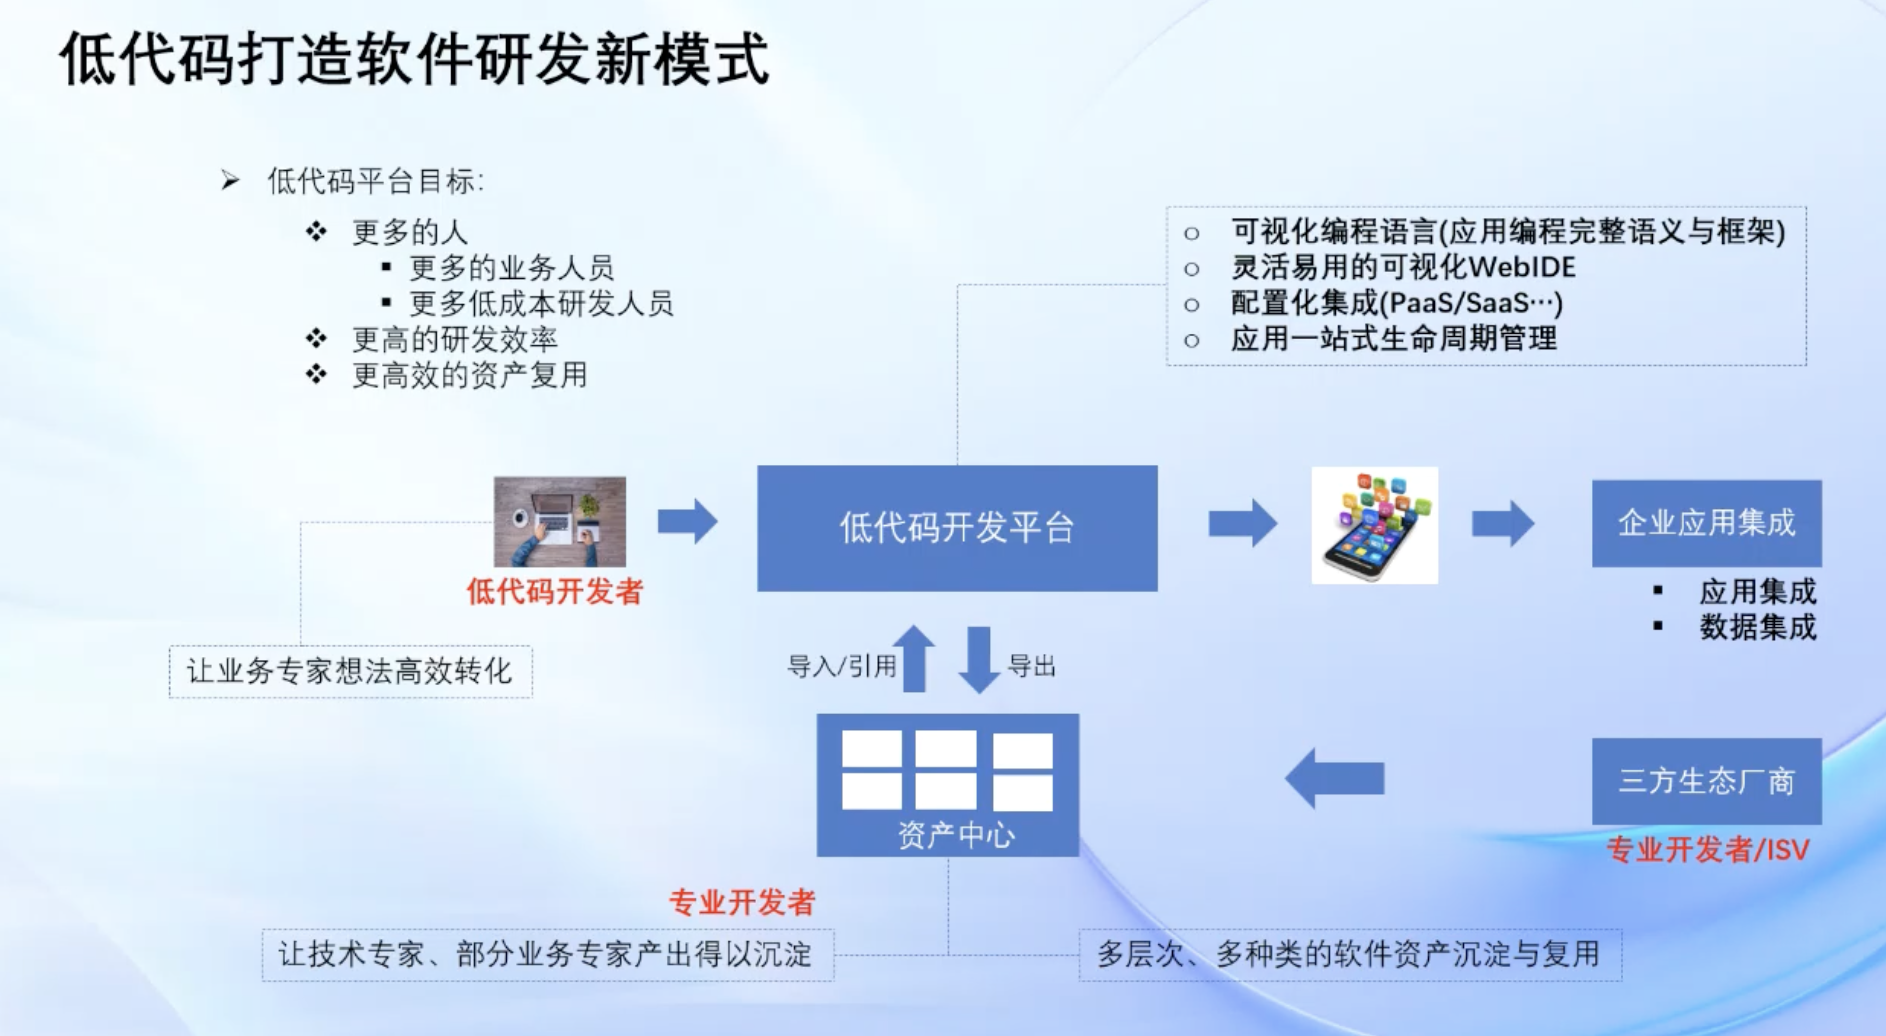 低代码打造软件研发新模式
低代码平台目标:
更多的人
更多的业务人员
更多低成本研发人员
更高的研发效率
更高效的资产复用
可视化编程语言(应用编程完整语义与框架)
灵活易用的可视化WebIDE
配置化集成(PaaS/SaaS…)
应用一站式生命周期管理
低代码开发者
让业务专家想法高效转化
低代码开发平台
企业应用集成
应用集成
数据集成
导入/引用
导出
资产中心
三方生态厂商
专业开发者/ISV
专业开发者
让技术专家、部分业务专家产出得以沉淀
多层次、多种类的软件资产沉淀与复用